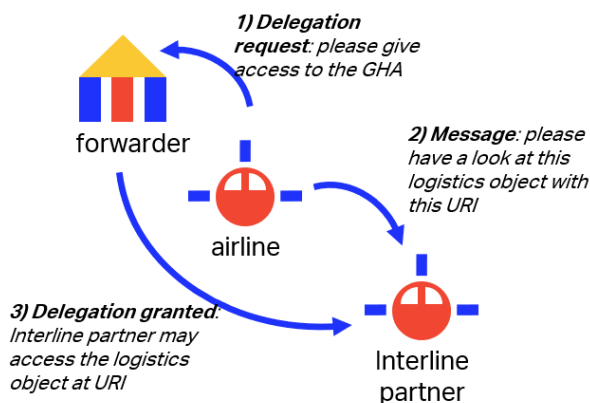 1) Delegation
request: please give
access to the GHA
forwarder
2) Message: please
have a look at this
logistics object with
this URI
airline
3) Delegation granted:
Interline partner may
access the logistics
object at URI
Interline
partner